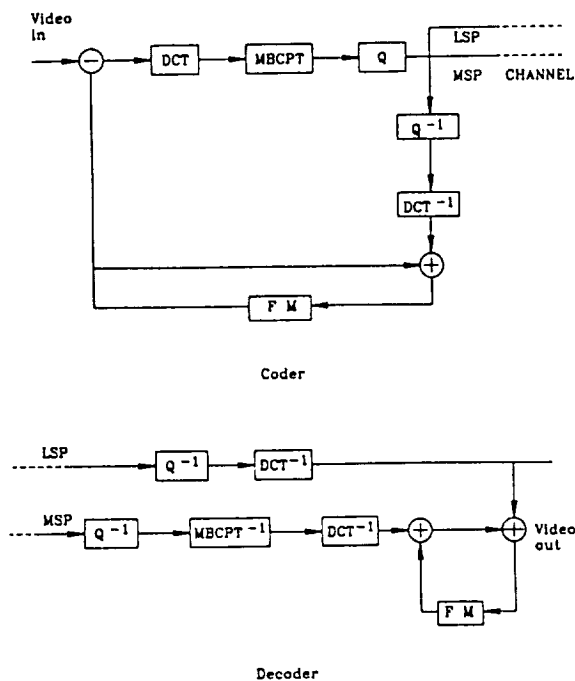 Video
in
LSP
DCT
MBCPT
Q
MSP CHANNEL
Q⁻¹
DCT⁻¹
F M
Coder
LSP
Q⁻¹
DCT⁻¹
MSP
Q⁻¹
MBCPT⁻¹
DCT⁻¹
Video
out
F M
Decoder